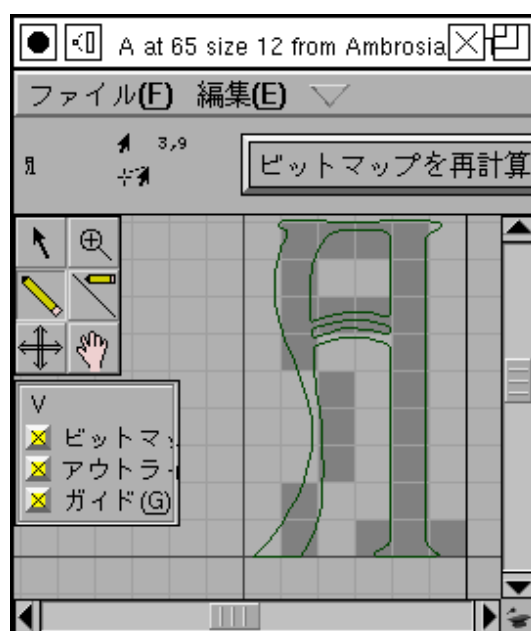 A at 65 size 12 from Ambrosia
ファイル(F) 編集(E)
3,9
ビットマップを再計算
V
ビットマッ
アウトラ
ガイド(G)